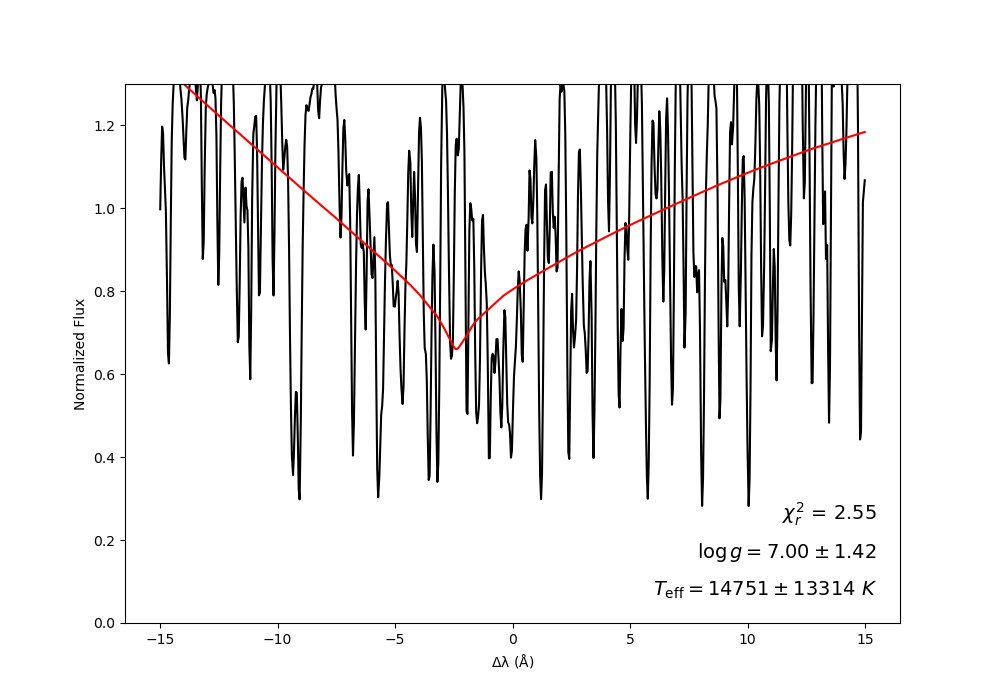 1.2
1.0
0.8
0.6
0.4
0.2
0.0
Normalized Flux
χ²ᵣ = 2.55
log g = 7.00 ± 1.42
T_eff = 14751 ± 13314 K
−15 −10 −5 0 5 10 15
Δλ (Å)